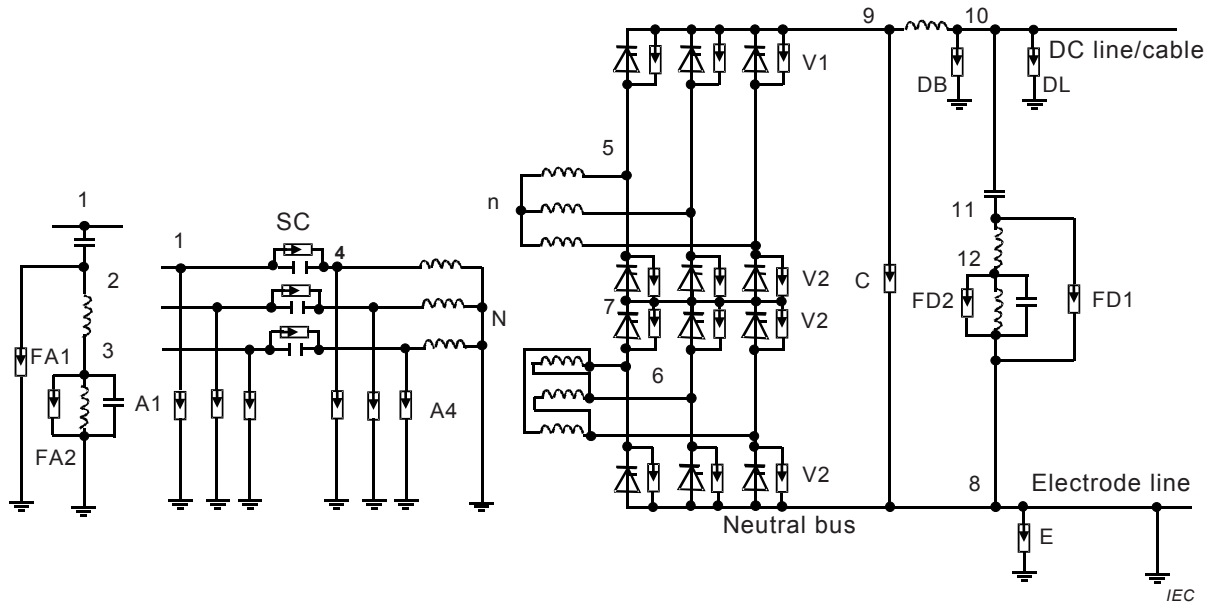 9
10
DC line/cable
V1
DB
DL
5
n
1
SC
1
4
11
2
12
V2
C
FD2
FD1
7
V2
N
3
FA1
6
A1
A4
FA2
V2
8
Electrode line
Neutral bus
E
IEC